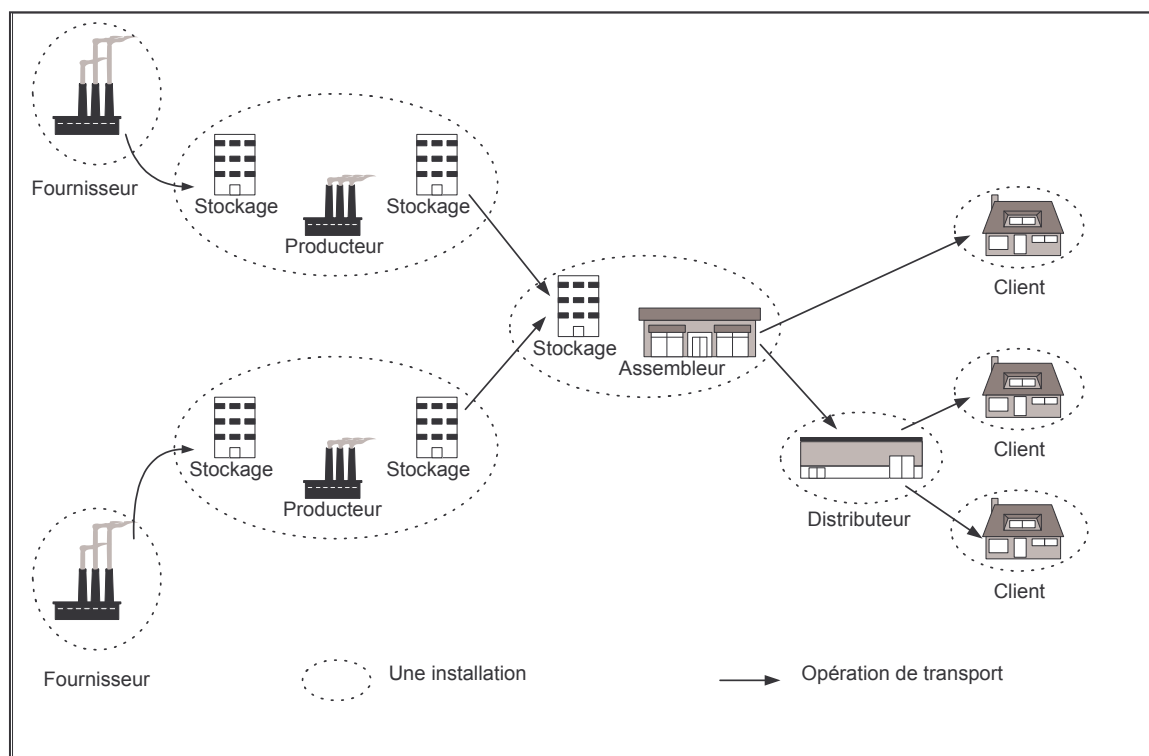 Fournisseur
Stockage
Stockage
Producteur
Client
Stockage
Assembleur
Client
Stockage
Stockage
Producteur
Distributeur
Client
Fournisseur
Une installation
Opération de transport